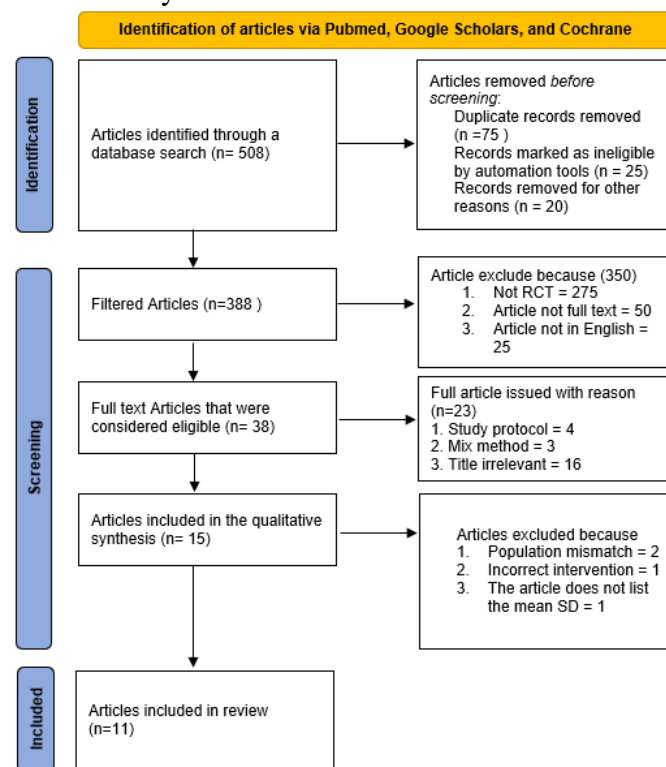 Identification of articles via Pubmed, Google Scholars, and Cochrane
Identification
Articles identified through a
database search (n= 508)
Articles removed before
screening:
Duplicate records removed
(n =75 )
Records marked as ineligible
by automation tools (n = 25)
Records removed for other
reasons (n = 20)
Screening
Filtered Articles (n=388 )
Article exclude because (350)
1. Not RCT = 275
2. Article not full text = 50
3. Article not in English =
25
Full text Articles that were
considered eligible (n= 38)
Full article issued with reason
(n=23)
1. Study protocol = 4
2. Mix method = 3
3. Title irrelevant = 16
Articles included in the qualitative
synthesis (n= 15)
Articles excluded because
1. Population mismatch = 2
2. Incorrect intervention = 1
3. The article does not list
the mean SD = 1
Included
Articles included in review
(n=11)